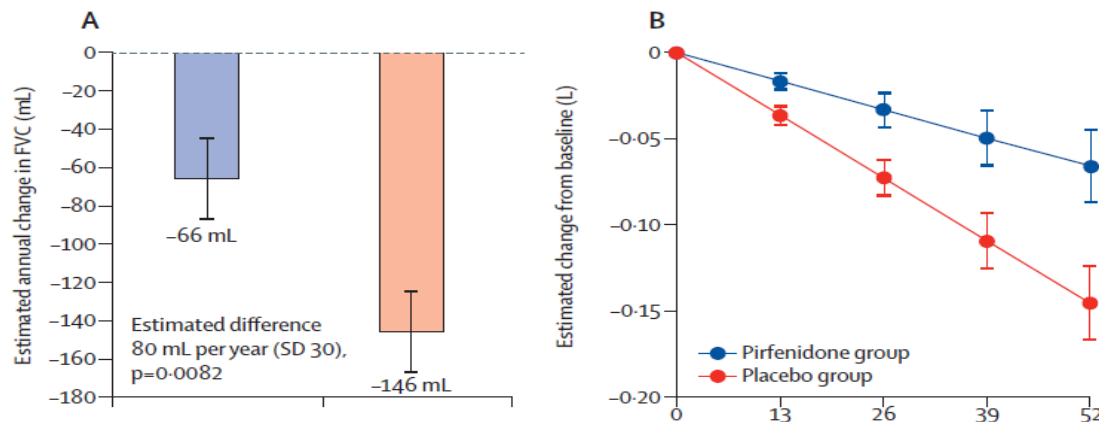 A
Estimated annual change in FVC (mL)
0
−20
−40
−60
−80
−100
−120
−140
−160
−180
−66 mL
−146 mL
Estimated difference
80 mL per year (SD 30),
p=0·0082
B
Estimated change from baseline (L)
0
−0·05
−0·10
−0·15
−0·20
Pirfenidone group
Placebo group
0
13
26
39
52